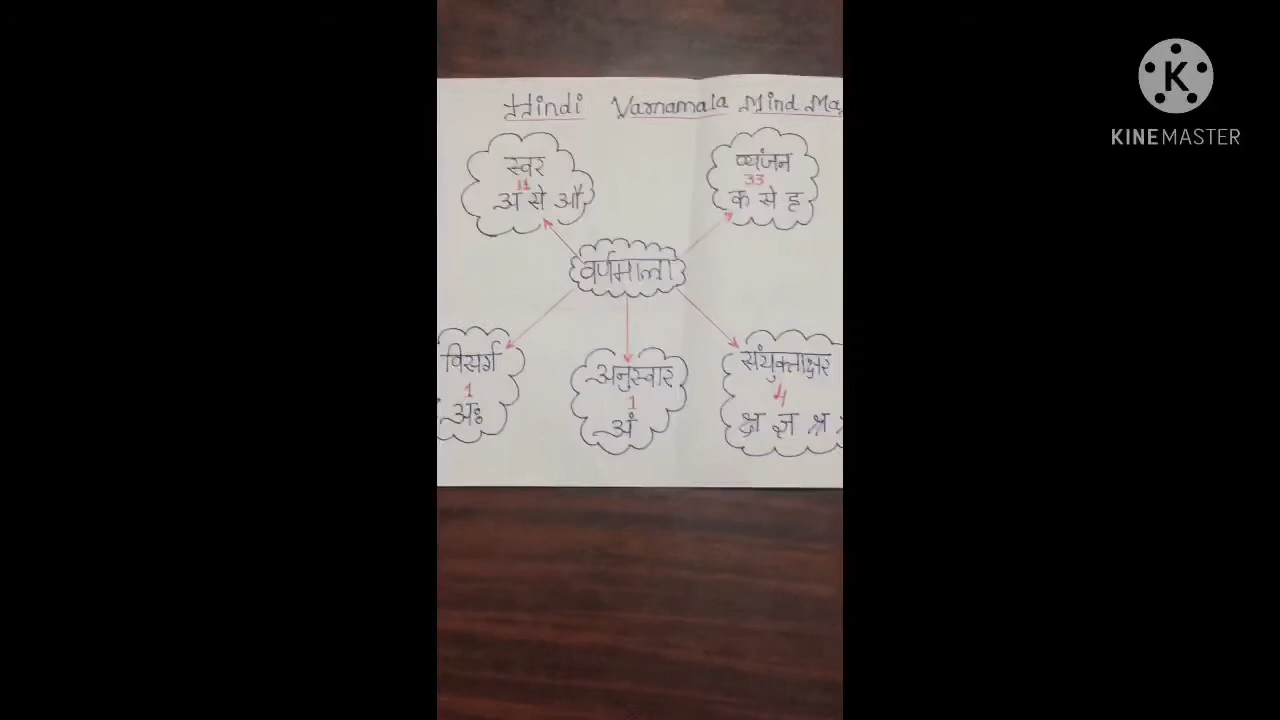 Hindi Varnamala Mind Ma
स्वर
11
अ से औ
व्यंजन
33
क से ह
वर्णमाला
विसर्ग
1
अः
अनुस्वार
1
अं
संयुक्ताक्षर
4
क्ष ज्ञ श्र
K
KINEMASTER